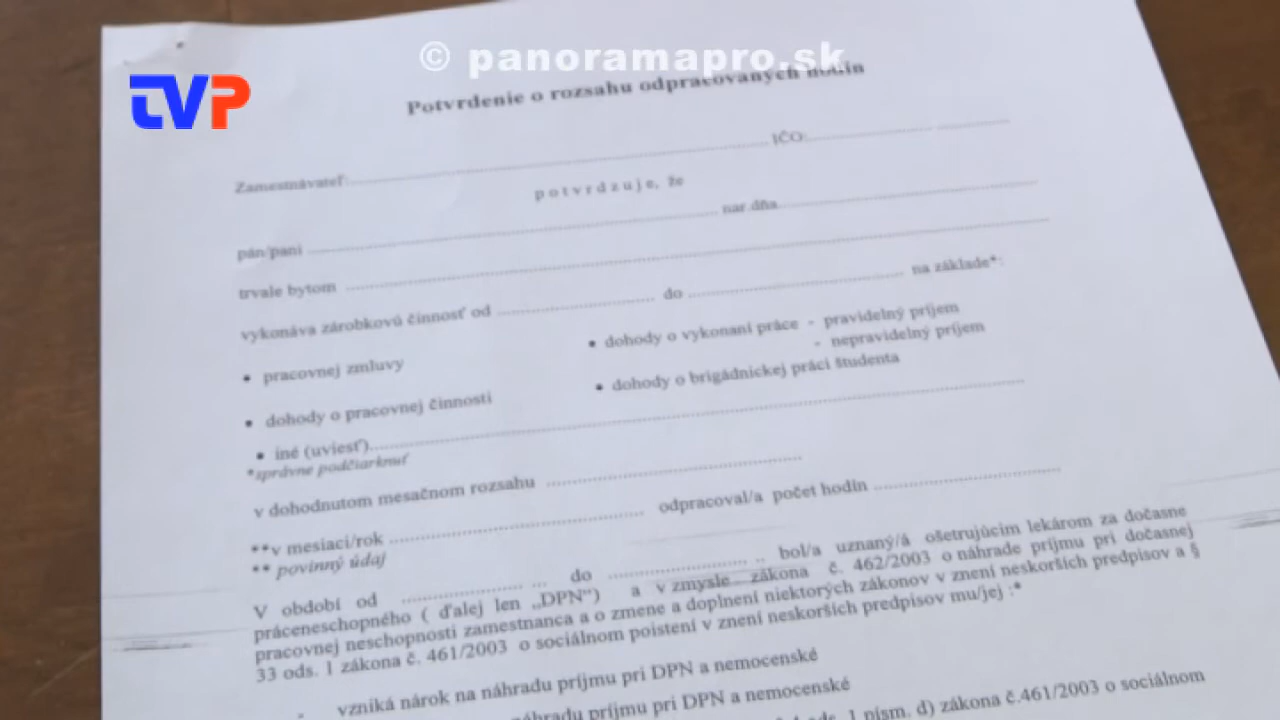 © panoramapro.sk
TVP
Potvrdenie o rozsahu odpracovaných hodín
Zamestnávateľ:.......................................................IČO:.................... ............
potvrdzuje, že
pán/pani ....................................................... nar.dňa...............................
trvale bytom ...............................................................................
vykonáva zárobkovú činnosť od ........................... do .................................... na základe*:
• pracovnej zmluvy
• dohody o vykonaní práce - pravidelný príjem
- nepravidelný príjem
• dohody o pracovnej činnosti
• dohody o brigádnickej práci študenta
• iné (uviesť)...............................................................................
*správne podčiarknuť
v dohodnutom mesačnom rozsahu ...........................................
**v mesiaci/rok ........................................... odpracoval/a počet hodín ................................
** povinný údaj
V období od .................... ... do ....................... .. bol/a uznaný/á ošetrujúcim lekárom za dočasne
práceneschopného ( ďalej len „DPN“) a v zmysle zákona č. 462/2003 o náhrade príjmu pri dočasnej
pracovnej neschopnosti zamestnanca a o zmene a doplnení niektorých zákonov v znení neskorších predpisov a §
33 ods. 1 zákona č. 461/2003 o sociálnom poistení v znení neskorších predpisov mu/jej :*
- vzniká nárok na náhradu príjmu pri DPN a nemocenské
náhradu príjmu pri DPN a nemocenské
ods. 1 písm. d) zákona č.461/2003 o sociálnom